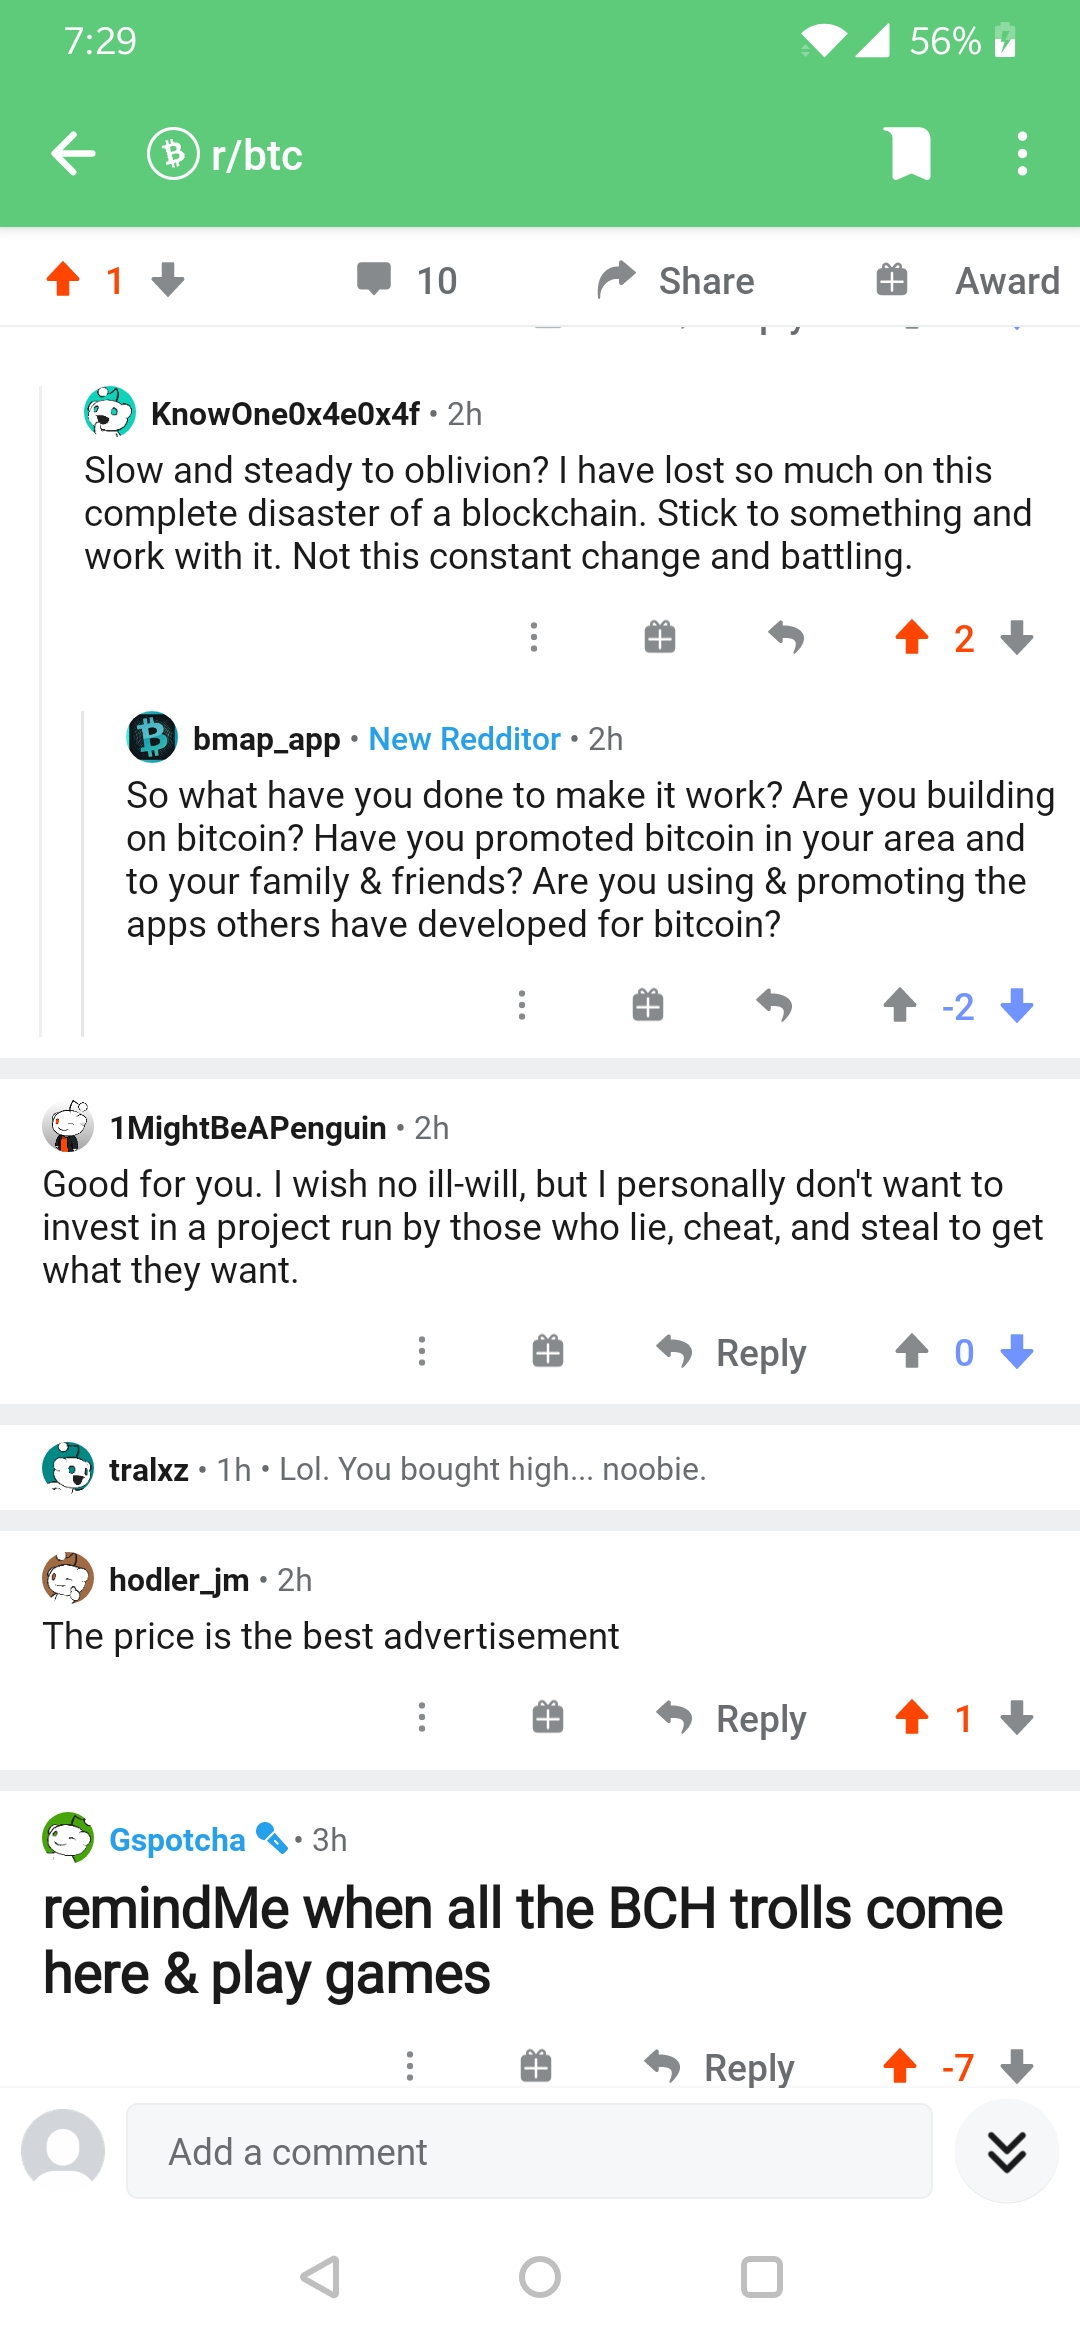 7:29
56%
r/btc
1
10
Share
Award
KnowOne0x4e0x4f • 2h
Slow and steady to oblivion? I have lost so much on this
complete disaster of a blockchain. Stick to something and
work with it. Not this constant change and battling.
2
bmap_app • New Redditor • 2h
So what have you done to make it work? Are you building
on bitcoin? Have you promoted bitcoin in your area and
to your family & friends? Are you using & promoting the
apps others have developed for bitcoin?
-2
1MightBeAPenguin • 2h
Good for you. I wish no ill-will, but I personally don't want to
invest in a project run by those who lie, cheat, and steal to get
what they want.
Reply
0
tralxz • 1h • Lol. You bought high... noobie.
hodler_jm • 2h
The price is the best advertisement
Reply
1
Gspotcha • 3h
remindMe when all the BCH trolls come
here & play games
Reply
-7
Add a comment